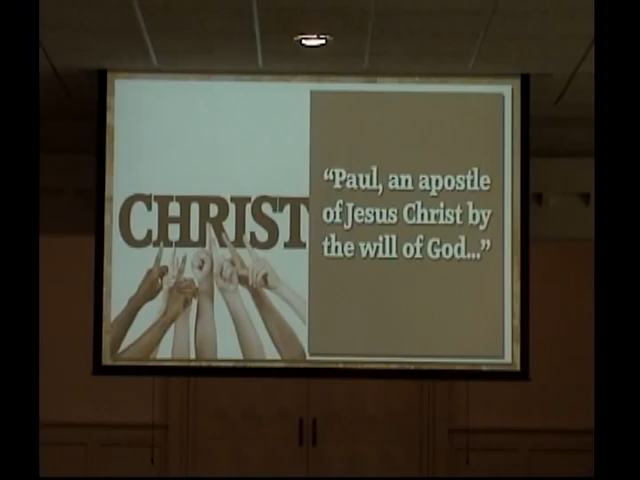 CHRIST
“Paul, an apostle
of Jesus Christ by
the will of God...”